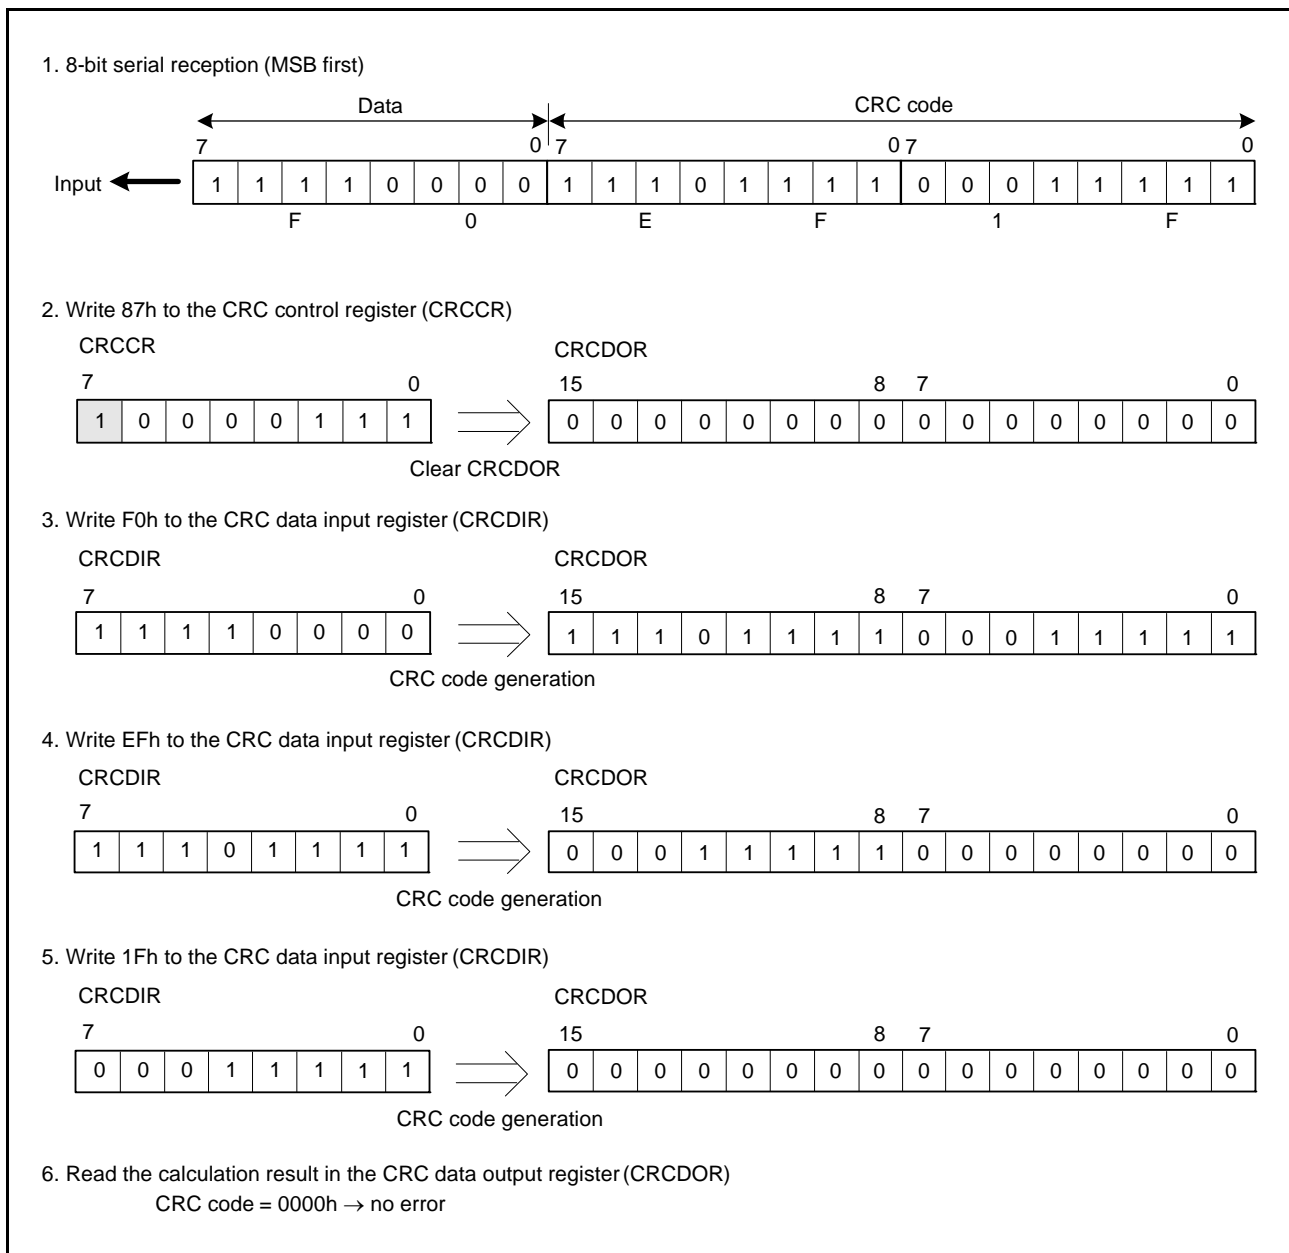 1. 8-bit serial reception (MSB first)
Data CRC code
7 0 7 0 7 0
Input 1 1 1 1 0 0 0 0 1 1 1 0 1 1 1 1 0 0 0 1 1 1 1 1
F 0 E F 1 F
2. Write 87h to the CRC control register (CRCCR)
CRCCR CRCDOR
7 0 15 8 7 0
1 0 0 0 0 1 1 1 0 0 0 0 0 0 0 0 0 0 0 0 0 0 0 0
Clear CRCDOR
3. Write F0h to the CRC data input register (CRCDIR)
CRCDIR CRCDOR
7 0 15 8 7 0
1 1 1 1 0 0 0 0 1 1 1 0 1 1 1 1 0 0 0 1 1 1 1 1
CRC code generation
4. Write EFh to the CRC data input register (CRCDIR)
CRCDIR CRCDOR
7 0 15 8 7 0
1 1 1 0 1 1 1 1 0 0 0 1 1 1 1 1 0 0 0 0 0 0 0 0
CRC code generation
5. Write 1Fh to the CRC data input register (CRCDIR)
CRCDIR CRCDOR
7 0 15 8 7 0
0 0 0 1 1 1 1 1 0 0 0 0 0 0 0 0 0 0 0 0 0 0 0 0
CRC code generation
6. Read the calculation result in the CRC data output register (CRCDOR)
CRC code = 0000h → no error